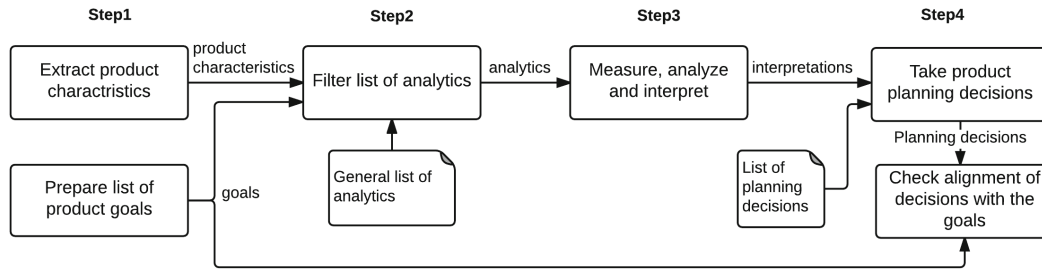 Step1
Step2
Step3
Step4
Extract product
charactristics
product
characteristics
Filter list of analytics
analytics
Measure, analyze
and interpret
interpretations
Take product
planning decisions
Planning decisions
Prepare list of
product goals
goals
General list of
analytics
List of
planning
decisions
Check alignment of
decisions with the
goals